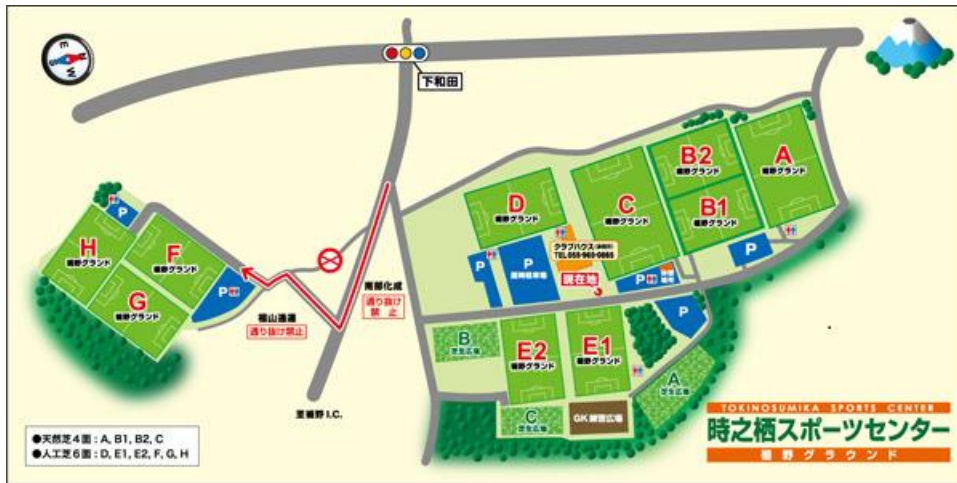 E
N
W
S
下和田
B2
裾野グランド
A
裾野グランド
D
裾野グランド
C
裾野グランド
B1
裾野グランド
P
H
裾野グランド
F
裾野グランド
G
裾野グランド
P
クラブハウス
TEL.055-965-0865
P
P
P
P
P
現在地
南部化成
通り抜け
禁止
福山通運
通り抜け禁止
B
芝生広場
E2
裾野グランド
E1
裾野グランド
A
芝生広場
C
芝生広場
GK練習広場
至裾野 I.C.
●天然芝4面 : A, B1, B2, C
●人工芝6面 : D, E1, E2, F, G, H
TOKINOSUMIKA SPORTS CENTER
時之栖スポーツセンター
裾野グラウンド